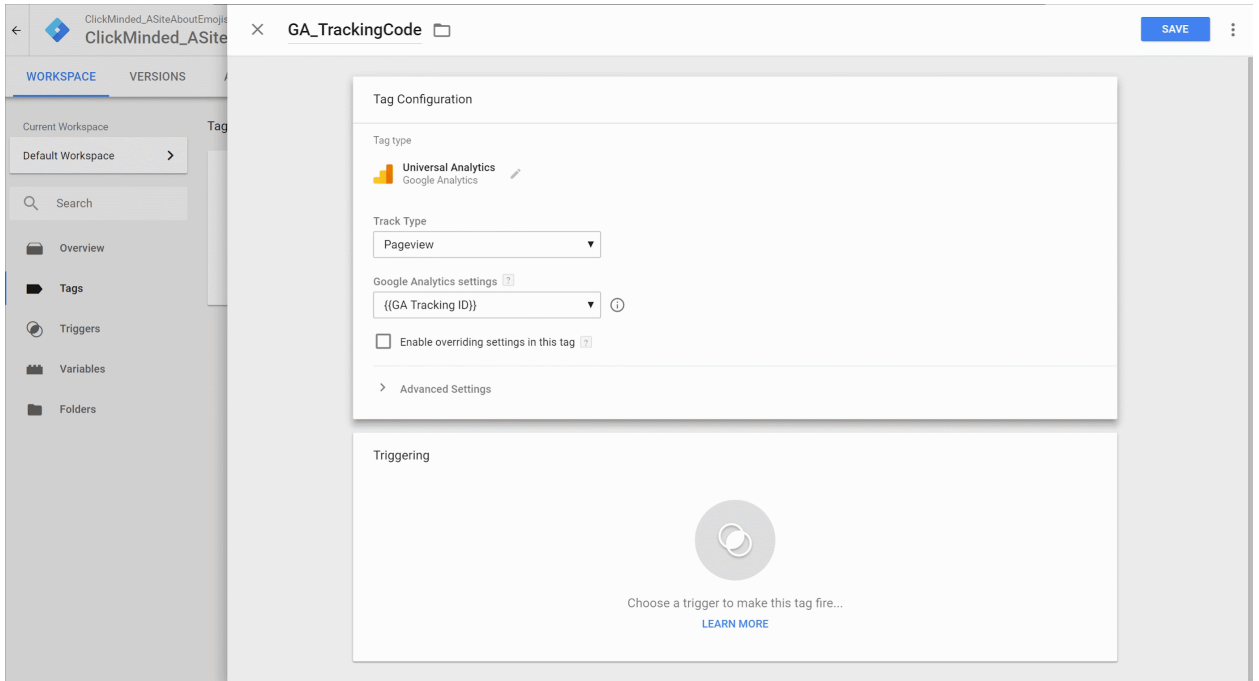 ClickMinded_ASiteAboutEmojis
ClickMinded_ASite
GA_TrackingCode
SAVE
WORKSPACE
VERSIONS
Current Workspace
Tag
Default Workspace
Search
Overview
Tags
Triggers
Variables
Folders
Tag Configuration
Tag type
Universal Analytics
Google Analytics
Track Type
Pageview
Google Analytics settings ?
{{GA Tracking ID}}
Enable overriding settings in this tag ?
Advanced Settings
Triggering
Choose a trigger to make this tag fire...
LEARN MORE